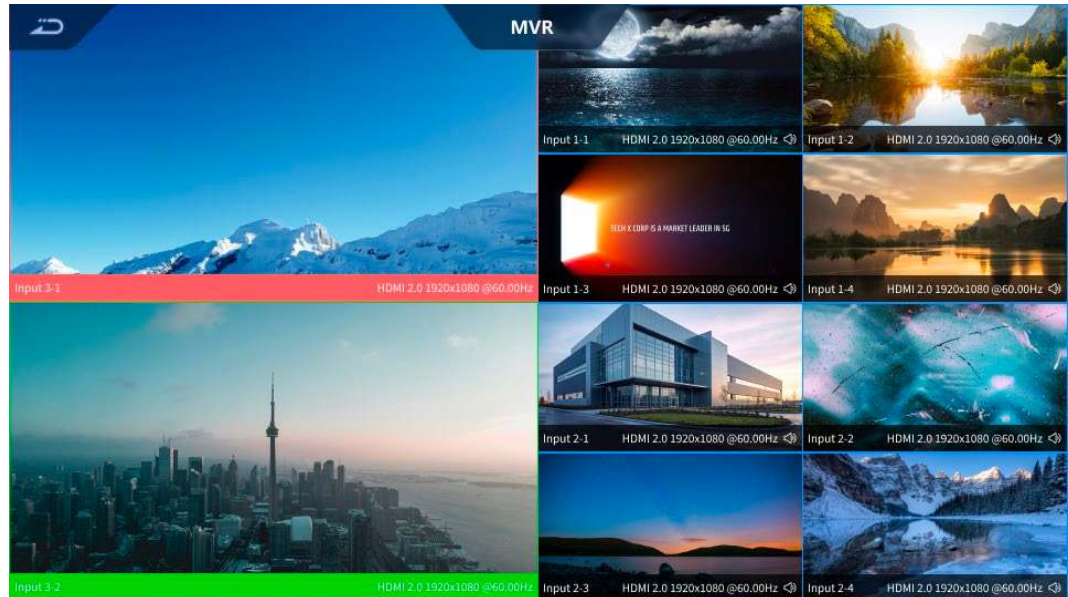 MVR
Input 3-1 HDMI 2.0 1920x1080 @60.00Hz
Input 1-1 HDMI 2.0 1920x1080 @60.00Hz
Input 1-2 HDMI 2.0 1920x1080 @60.00Hz
TECH X CORP IS A MARKET LEADER IN 5G
Input 1-3 HDMI 2.0 1920x1080 @60.00Hz
Input 1-4 HDMI 2.0 1920x1080 @60.00Hz
Input 3-2 HDMI 2.0 1920x1080 @60.00Hz
Input 2-1 HDMI 2.0 1920x1080 @60.00Hz
Input 2-2 HDMI 2.0 1920x1080 @60.00Hz
Input 2-3 HDMI 2.0 1920x1080 @60.00Hz
Input 2-4 HDMI 2.0 1920x1080 @60.00Hz